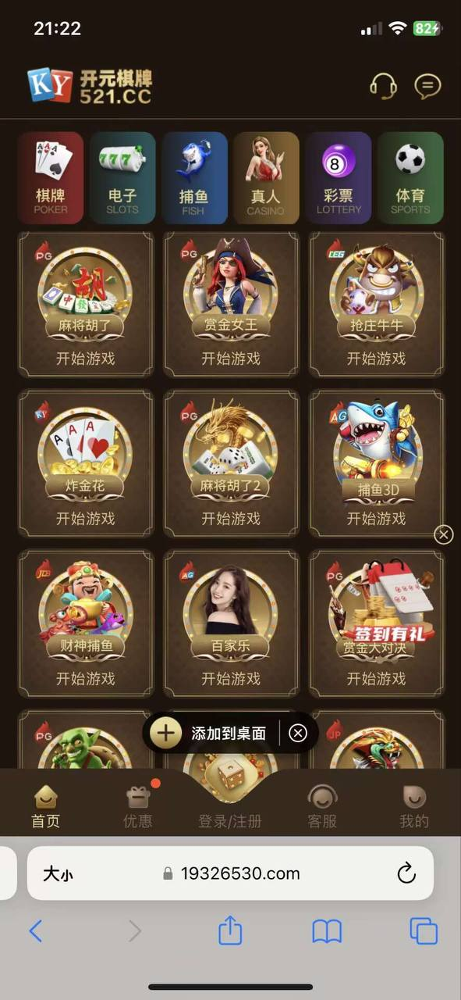 21:22
82
KY 开元棋牌
521.CC
棋牌 电子 捕鱼 真人 彩票 体育
POKER SLOTS FISH CASINO LOTTERY SPORTS
PG PG LEG
胡
中 發
麻将胡了 赏金女王 抢庄牛牛
开始游戏 开始游戏 开始游戏
KY PG AG
A A A
炸金花 麻将胡了2 捕鱼3D
开始游戏 开始游戏 开始游戏
JDB AG PG
签到有礼
财神捕鱼 百家乐 赏金大对决
开始游戏 开始游戏 开始游戏
PG JP
添加到桌面
首页 优惠 登录/注册 客服 我的
大小 19326530.com